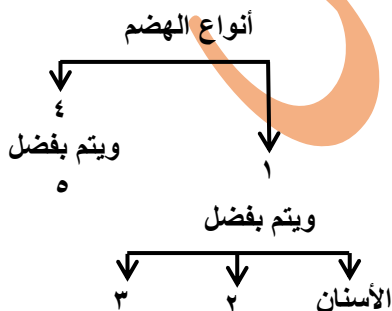 أنواع الهضم
١
٤
ويتم بفضل
٥
ويتم بفضل
الأسنان
٢
٣